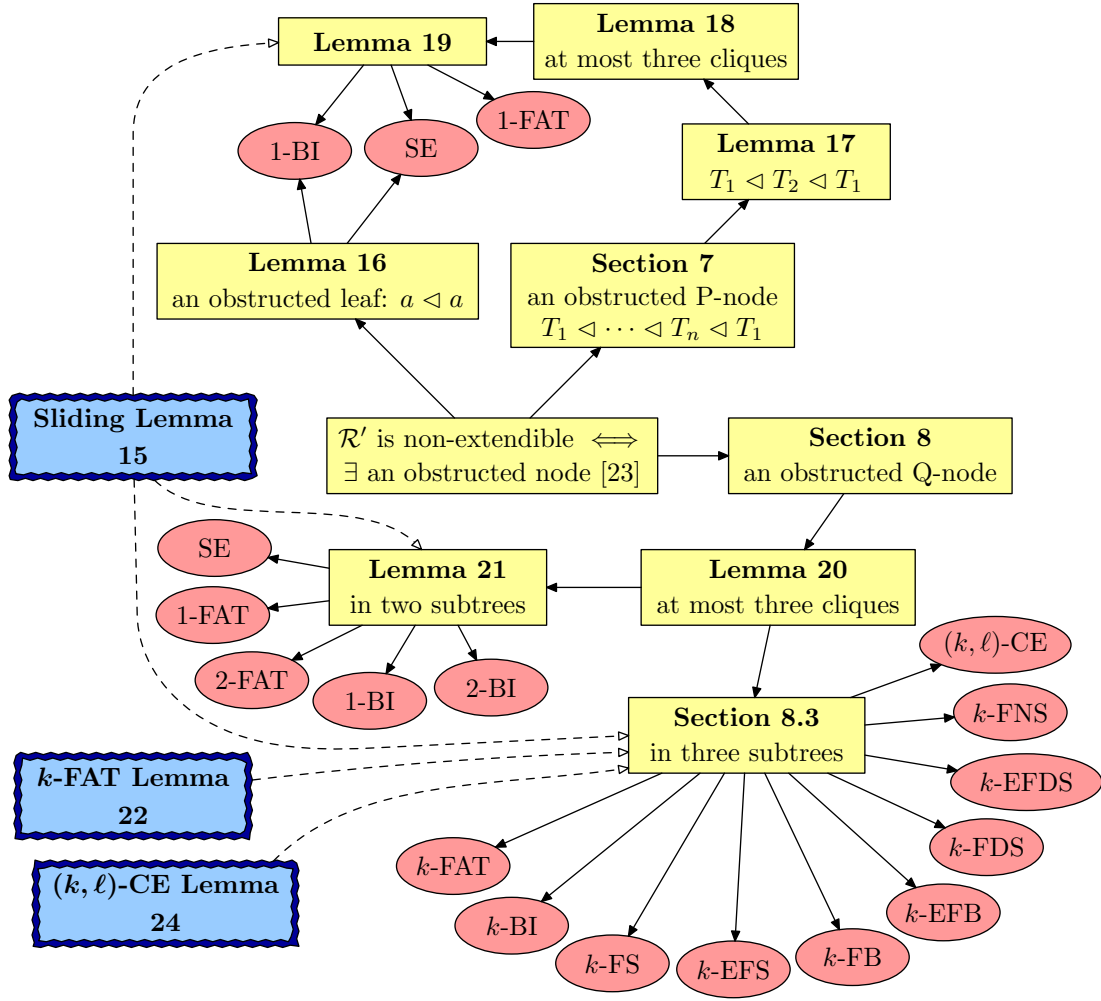 Lemma 18
at most three cliques
Lemma 19
1-FAT
1-BI
SE
Lemma 17
T₁ ◁ T₂ ◁ T₁
Lemma 16
an obstructed leaf: a ◁ a
Section 7
an obstructed P-node
T₁ ◁ ⋯ ◁ Tₙ ◁ T₁
Sliding Lemma
15
ℛ′ is non-extendible ⟺
∃ an obstructed node [23]
Section 8
an obstructed Q-node
SE
1-FAT
2-FAT
1-BI
2-BI
Lemma 21
in two subtrees
Lemma 20
at most three cliques
Section 8.3
in three subtrees
(k, ℓ)-CE
k-FNS
k-EFDS
k-FDS
k-EFB
k-FB
k-EFS
k-FS
k-BI
k-FAT
k-FAT Lemma
22
(k, ℓ)-CE Lemma
24